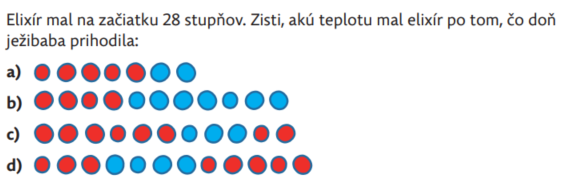 Elixír mal na začiatku 28 stupňov. Zisti, akú teplotu mal elixír po tom, čo doň
ježibaba prihodila:
a)
b)
c)
d)